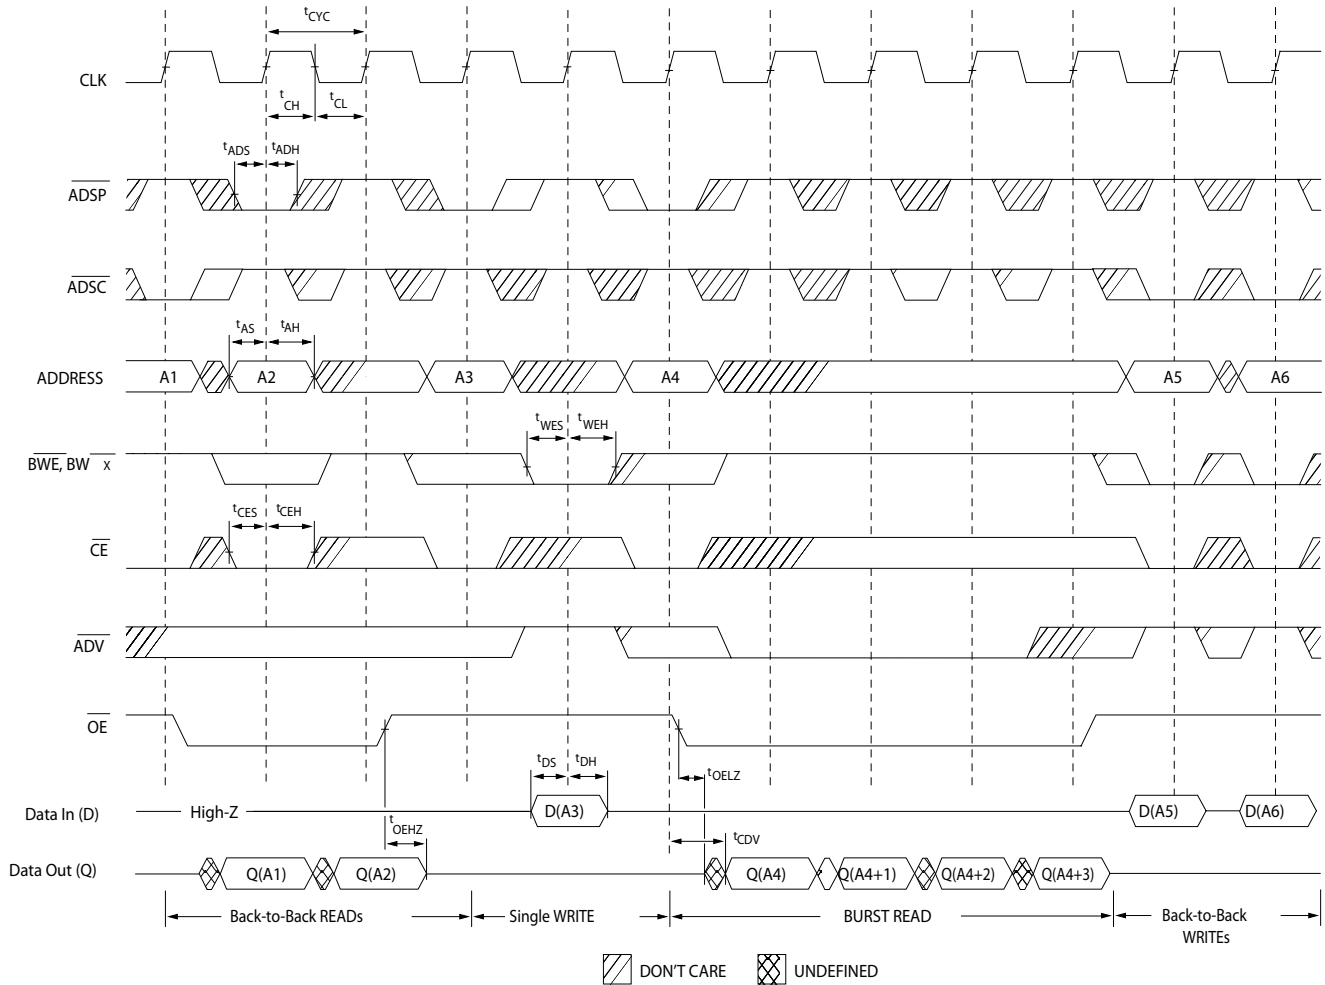 tCYC
CLK
tCH
tCL
tADS
tADH
ADSP
ADSC
tAS
tAH
ADDRESS
A1
A2
A3
A4
A5
A6
tWES
tWEH
BWE, BW x
tCES
tCEH
CE
ADV
OE
tDS
tDH
tOELZ
Data In (D)
High-Z
D(A3)
D(A5)
D(A6)
tOEHZ
tCDV
Data Out (Q)
Q(A1)
Q(A2)
Q(A4)
Q(A4+1)
Q(A4+2)
Q(A4+3)
Back-to-Back READs
Single WRITE
BURST READ
Back-to-Back
WRITEs
DON'T CARE
UNDEFINED